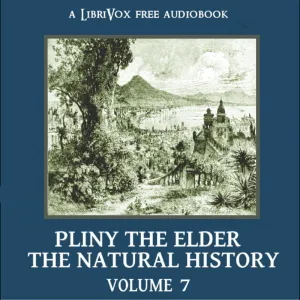 A LIBRIVOX FREE AUDIOBOOK
PLINY THE ELDER
THE NATURAL HISTORY
VOLUME 7